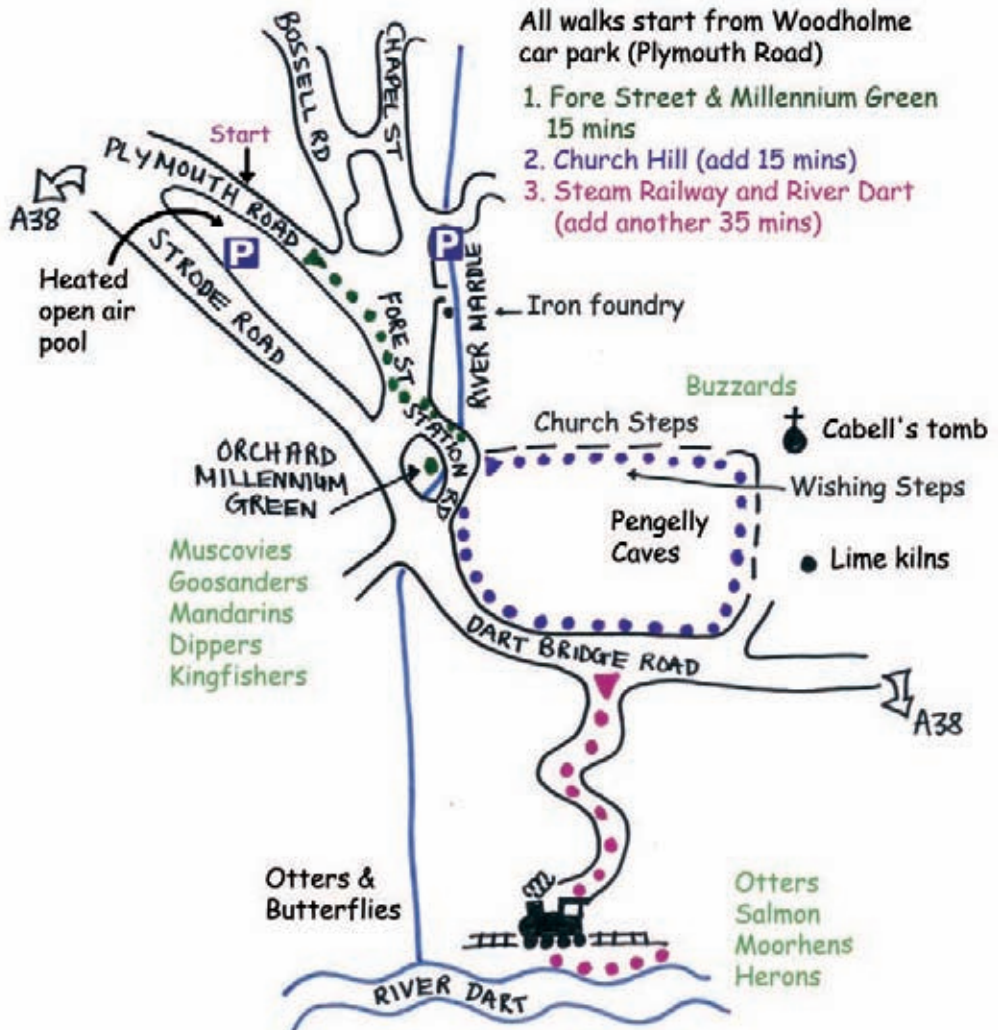 All walks start from Woodholme
car park (Plymouth Road)
1. Fore Street & Millennium Green
15 mins
2. Church Hill (add 15 mins)
3. Steam Railway and River Dart
(add another 35 mins)
BOSSELL RD
CHAPEL ST
Start
PLYMOUTH ROAD
A38
P
P
STRODE ROAD
Heated
open air
pool
FORE ST
RIVER MARDLE
Iron foundry
STATION RD
Buzzards
Church Steps
Cabell's tomb
Wishing Steps
ORCHARD
MILLENNIUM
GREEN
Pengelly
Caves
Lime kilns
Muscovies
Goosanders
Mandarins
Dippers
Kingfishers
DART BRIDGE ROAD
A38
Otters &
Butterflies
Otters
Salmon
Moorhens
Herons
RIVER DART